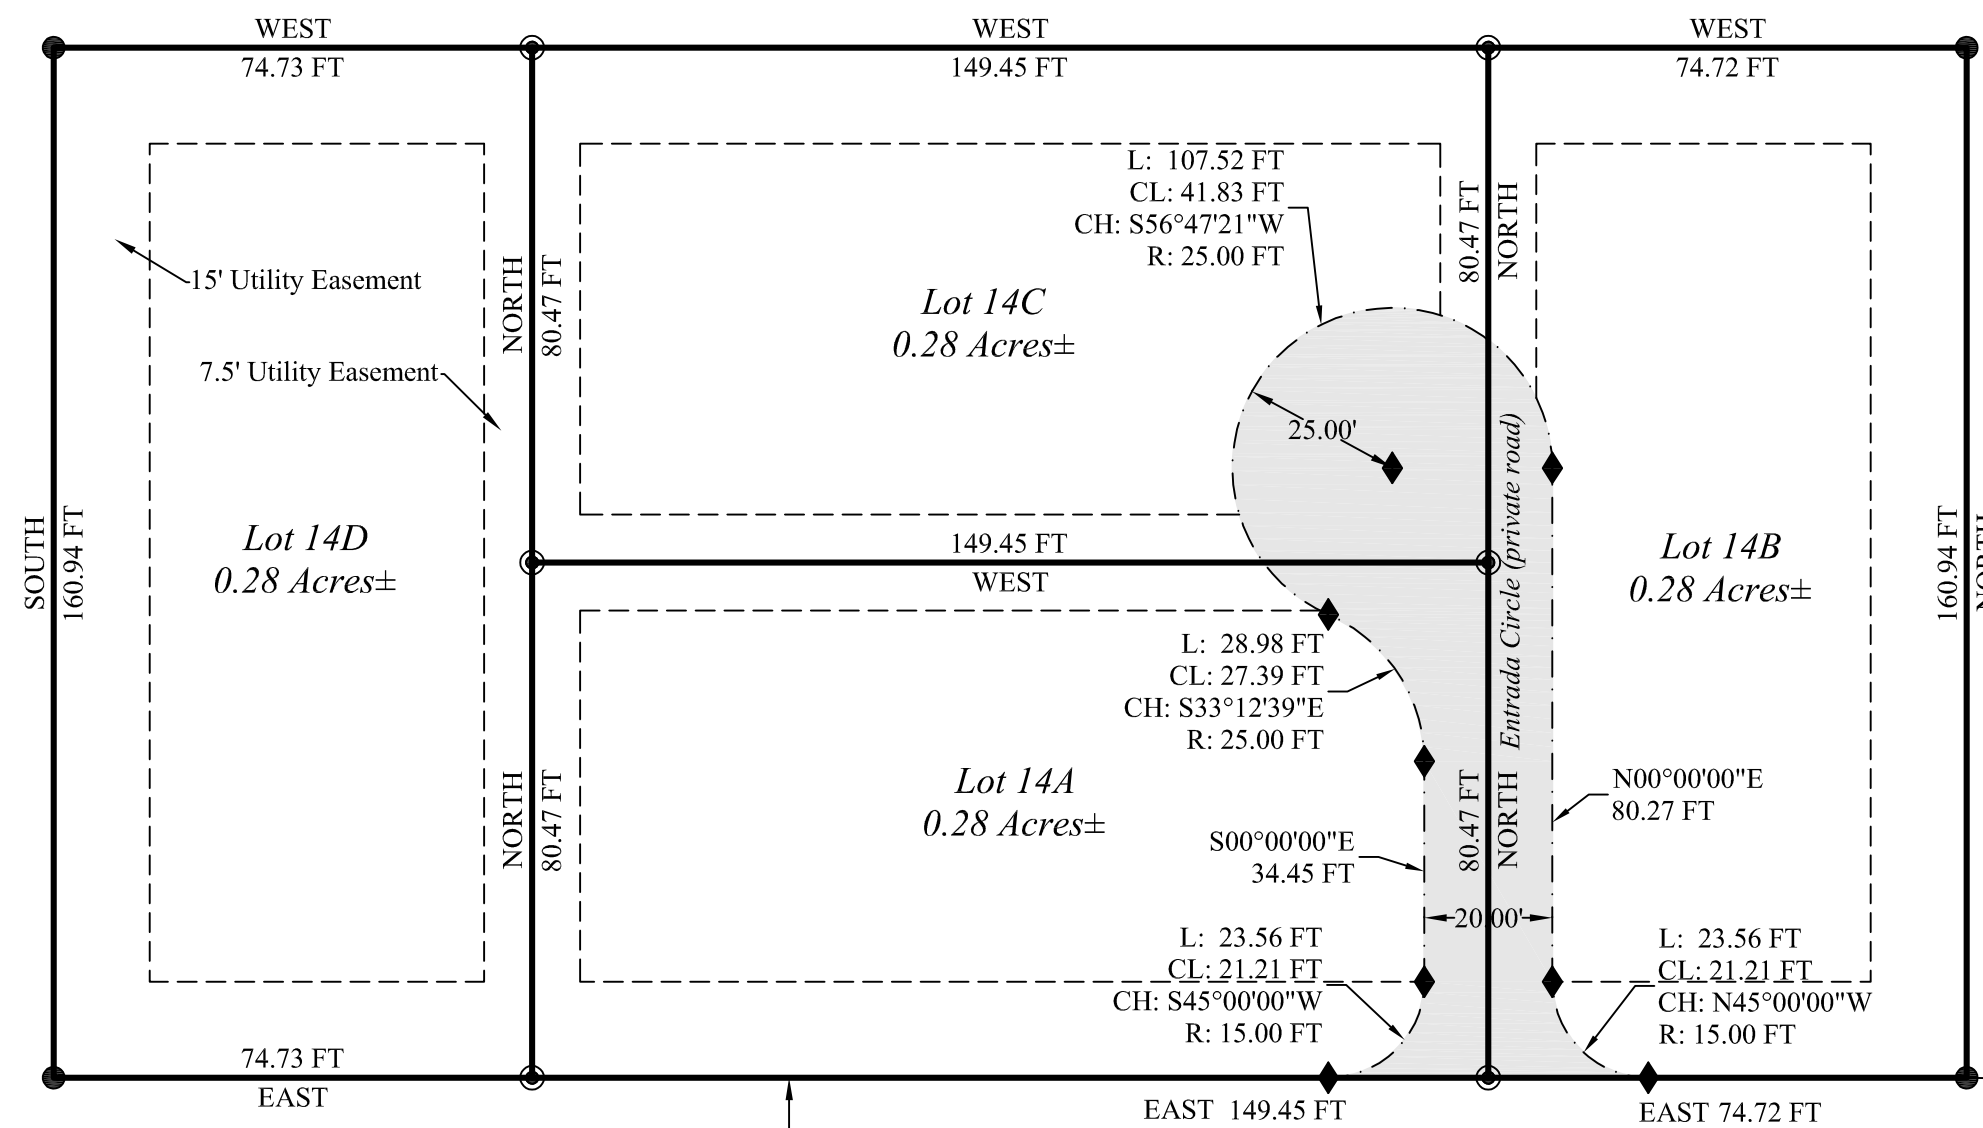 WEST
74.73 FT
WEST
149.45 FT
WEST
74.72 FT
L: 107.52 FT
CL: 41.83 FT
CH: S56°47'21"W
R: 25.00 FT
80.47 FT
NORTH
15' Utility Easement
NORTH
80.47 FT
Lot 14C
0.28 Acres±
7.5' Utility Easement
25.00'
Entrada Circle (private road)
SOUTH
160.94 FT
Lot 14D
0.28 Acres±
149.45 FT
WEST
Lot 14B
0.28 Acres±
160.94 FT
NORTH
L: 28.98 FT
CL: 27.39 FT
CH: S33°12'39"E
R: 25.00 FT
NORTH
80.47 FT
Lot 14A
0.28 Acres±
80.47 FT
NORTH
N00°00'00"E
80.27 FT
S00°00'00"E
34.45 FT
20.00'
L: 23.56 FT
CL: 21.21 FT
CH: S45°00'00"W
R: 15.00 FT
L: 23.56 FT
CL: 21.21 FT
CH: N45°00'00"W
R: 15.00 FT
74.73 FT
EAST
EAST 149.45 FT
EAST 74.72 FT